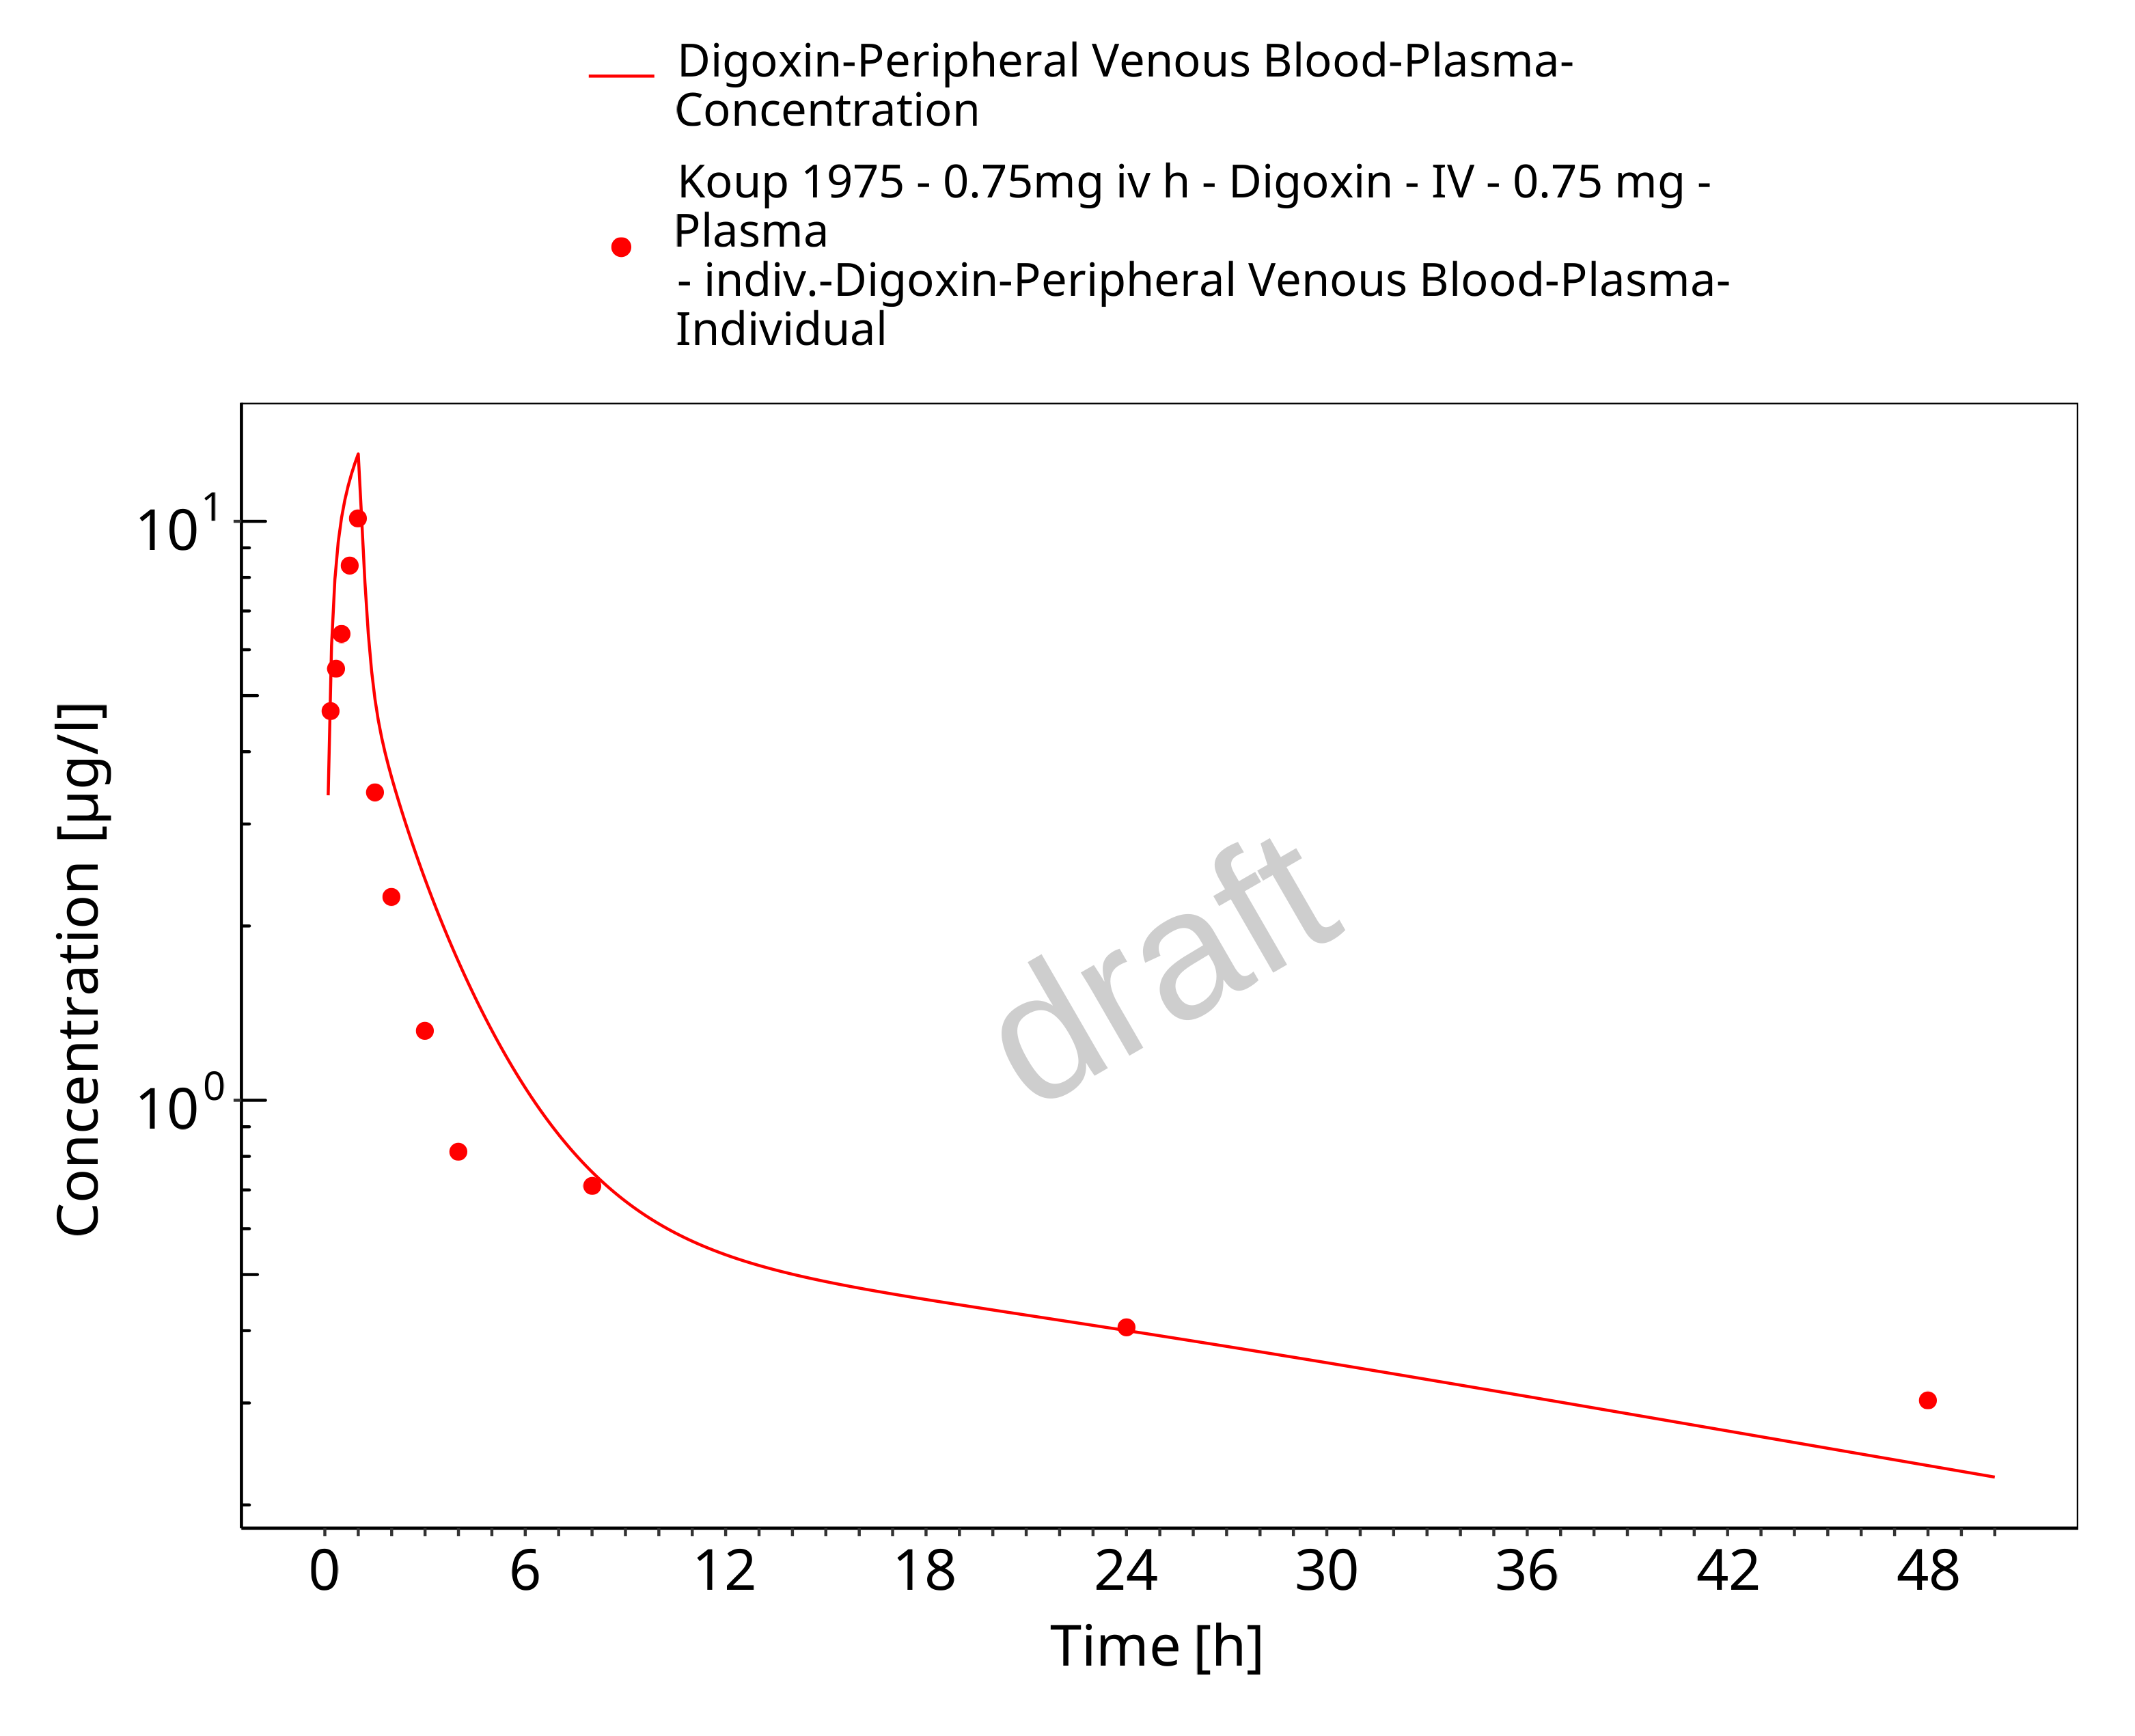 Digoxin-Peripheral Venous Blood-Plasma-
Concentration
Koup 1975 - 0.75mg iv h - Digoxin - IV - 0.75 mg -
Plasma
- indiv.-Digoxin-Peripheral Venous Blood-Plasma-
Individual
10¹
10⁰
Concentration [µg/l]
draft
0 6 12 18 24 30 36 42 48
Time [h]